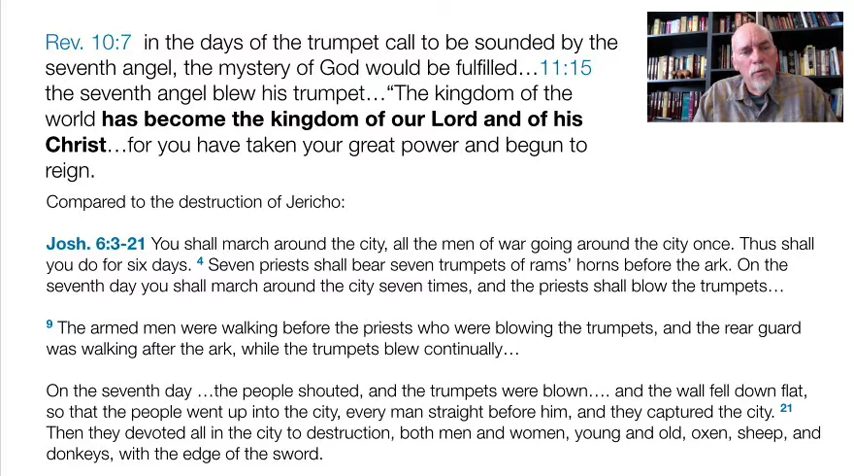 Rev. 10:7 in the days of the trumpet call to be sounded by the
seventh angel, the mystery of God would be fulfilled…11:15
the seventh angel blew his trumpet…“The kingdom of the
world has become the kingdom of our Lord and of his
Christ…for you have taken your great power and begun to
reign.
Compared to the destruction of Jericho:
Josh. 6:3-21 You shall march around the city, all the men of war going around the city once. Thus shall
you do for six days. 4 Seven priests shall bear seven trumpets of rams’ horns before the ark. On the
seventh day you shall march around the city seven times, and the priests shall blow the trumpets…
9 The armed men were walking before the priests who were blowing the trumpets, and the rear guard
was walking after the ark, while the trumpets blew continually…
On the seventh day …the people shouted, and the trumpets were blown…. and the wall fell down flat,
so that the people went up into the city, every man straight before him, and they captured the city. 21
Then they devoted all in the city to destruction, both men and women, young and old, oxen, sheep, and
donkeys, with the edge of the sword.